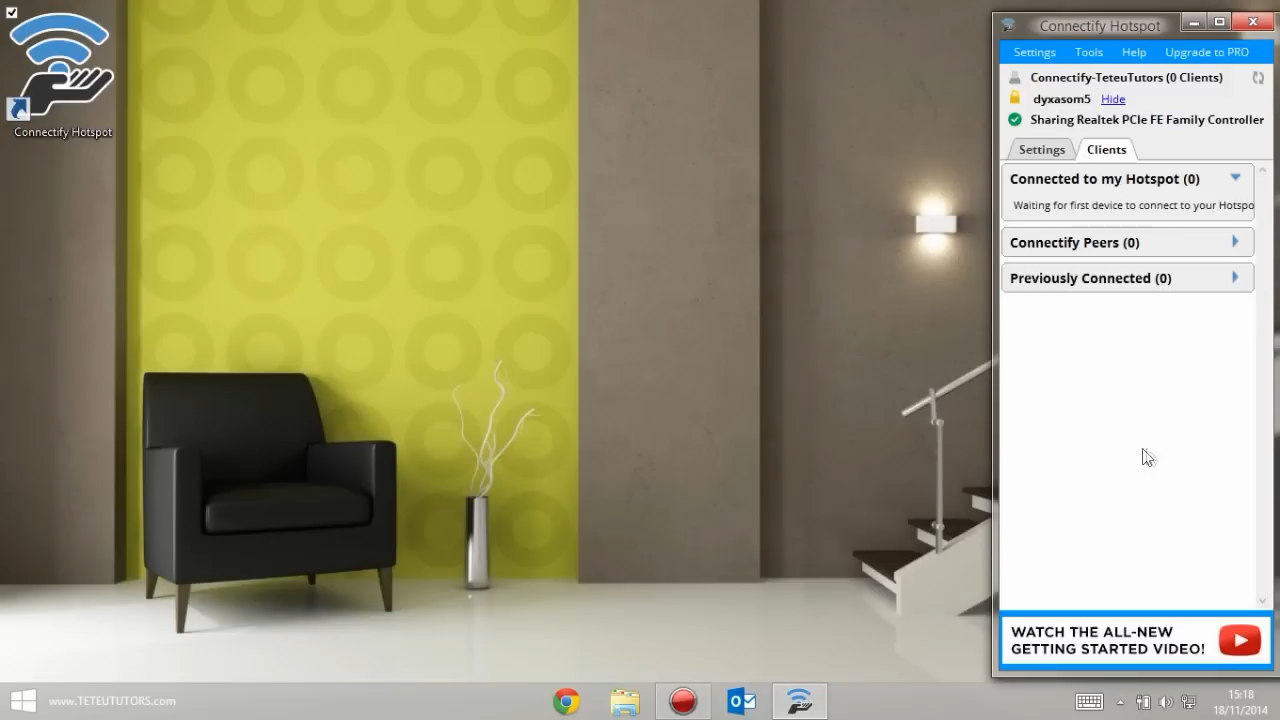 Connectify Hotspot
Connectify Hotspot
Settings Tools Help Upgrade to PRO
Connectify-TeteuTutors (0 Clients)
dyxasom5 Hide
Sharing Realtek PCIe FE Family Controller
Settings Clients
Connected to my Hotspot (0)
Waiting for first device to connect to your Hotspo
Connectify Peers (0)
Previously Connected (0)
WATCH THE ALL-NEW
GETTING STARTED VIDEO!
www.TETEUTUTORS.com
15:18
18/11/2014